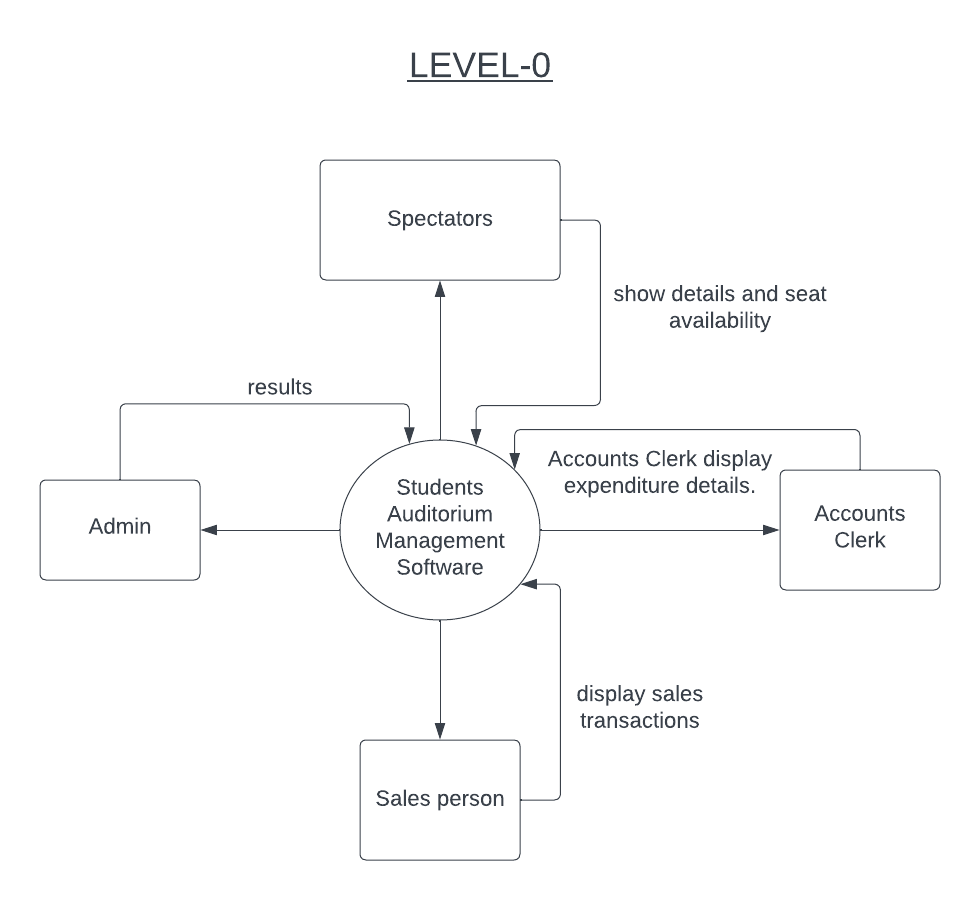 LEVEL-0
Spectators
show details and seat
availability
results
Accounts Clerk display
expenditure details.
Students
Auditorium
Management
Software
Admin
Accounts
Clerk
display sales
transactions
Sales person